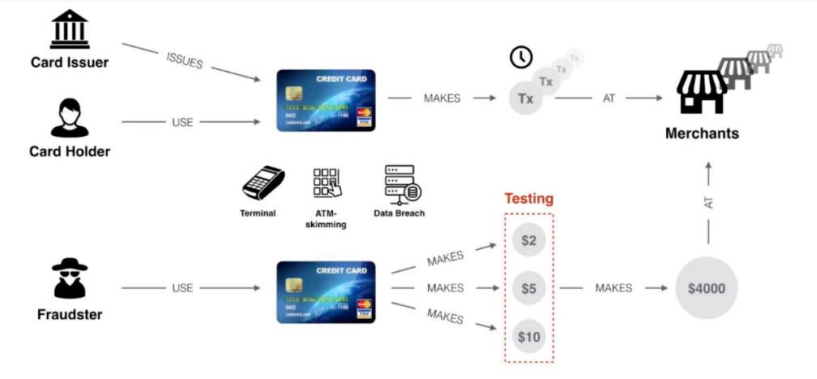 Card Issuer
ISSUES
CREDIT CARD
MAKES
Tx
Tx
Tx
Tx
AT
Merchants
Card Holder
USE
Terminal
ATM-
skimming
Data Breach
Testing
AT
Fraudster
USE
CREDIT CARD
MAKES
MAKES
MAKES
$2
$5
$10
MAKES
$4000